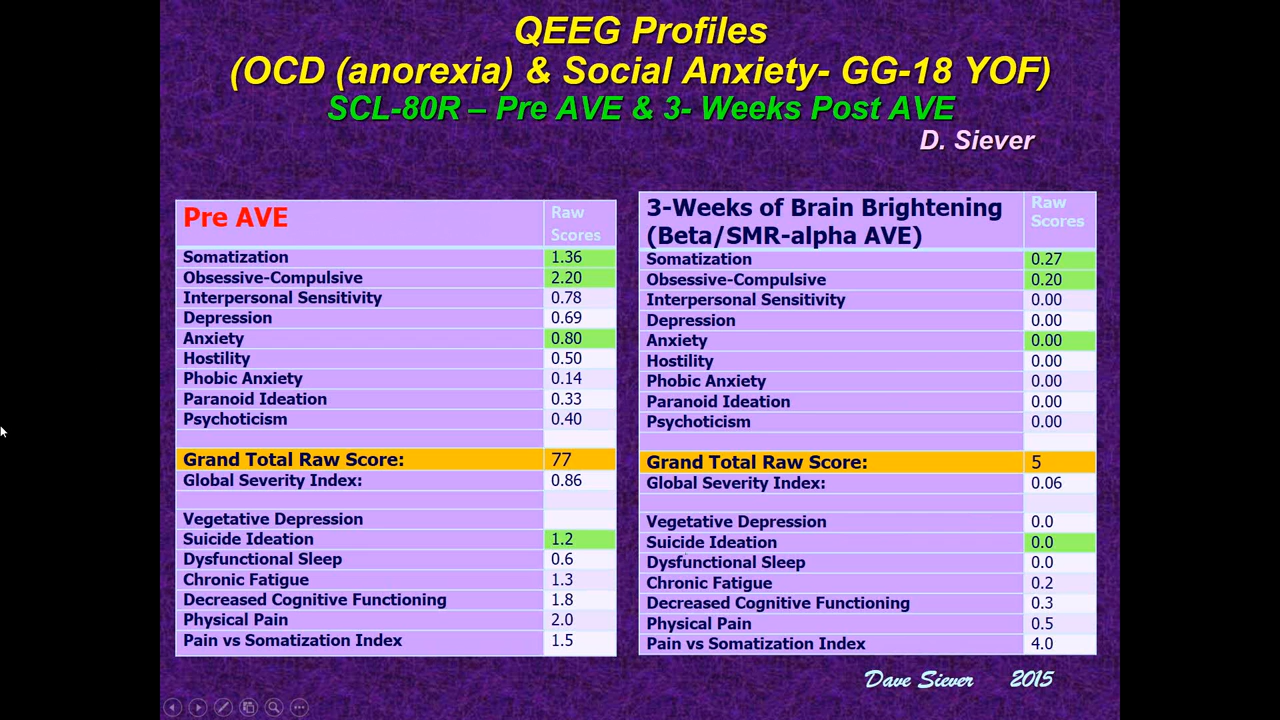 QEEG Profiles
(OCD (anorexia) & Social Anxiety- GG-18 YOF)
SCL-80R – Pre AVE & 3- Weeks Post AVE
D. Siever
Pre AVE Raw Scores
Somatization 1.36
Obsessive-Compulsive 2.20
Interpersonal Sensitivity 0.78
Depression 0.69
Anxiety 0.80
Hostility 0.50
Phobic Anxiety 0.14
Paranoid Ideation 0.33
Psychoticism 0.40
Grand Total Raw Score: 77
Global Severity Index: 0.86
Vegetative Depression
Suicide Ideation 1.2
Dysfunctional Sleep 0.6
Chronic Fatigue 1.3
Decreased Cognitive Functioning 1.8
Physical Pain 2.0
Pain vs Somatization Index 1.5
3-Weeks of Brain Brightening Raw
(Beta/SMR-alpha AVE) Scores
Somatization 0.27
Obsessive-Compulsive 0.20
Interpersonal Sensitivity 0.00
Depression 0.00
Anxiety 0.00
Hostility 0.00
Phobic Anxiety 0.00
Paranoid Ideation 0.00
Psychoticism 0.00
Grand Total Raw Score: 5
Global Severity Index: 0.06
Vegetative Depression 0.0
Suicide Ideation 0.0
Dysfunctional Sleep 0.0
Chronic Fatigue 0.2
Decreased Cognitive Functioning 0.3
Physical Pain 0.5
Pain vs Somatization Index 4.0
Dave Siever 2015